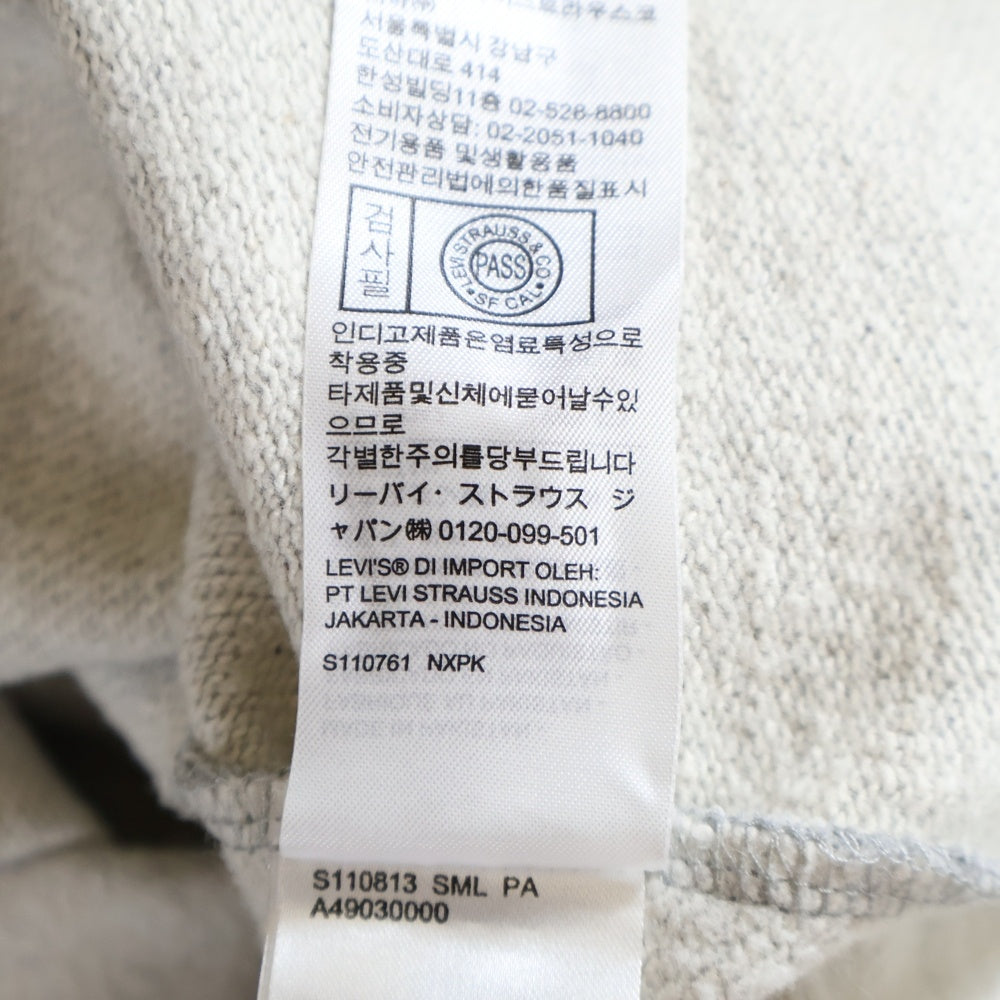 서울특별시 강남구
도산대로 414
한성빌딩11층 02-528-8800
소비자상담: 02-2051-1040
전기용품 및생활용품
안전관리법에의한품질표시
검사필
LEVI STRAUSS & CO
PASS
SF CAL
인디고제품은염료특성으로
착용중
타제품및신체에묻어날수있
으므로
각별한주의를당부드립니다
リーバイ・ストラウス ジ
ャパン㈱ 0120-099-501
LEVI'S® DI IMPORT OLEH:
PT LEVI STRAUSS INDONESIA
JAKARTA - INDONESIA
S110761 NXPK
S110813 SML PA
A49030000